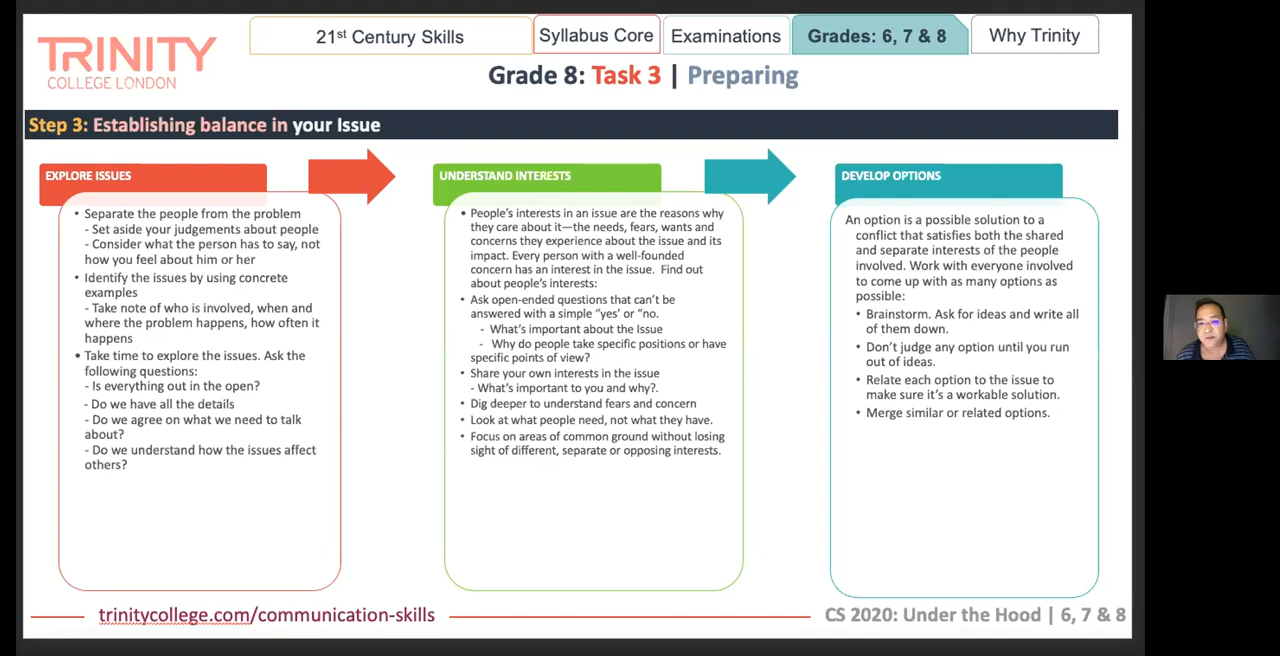 TRINITY
COLLEGE LONDON
21st Century Skills
Syllabus Core
Examinations
Grades: 6, 7 & 8
Why Trinity
Grade 8: Task 3 | Preparing
Step 3: Establishing balance in your Issue
EXPLORE ISSUES
• Separate the people from the problem
- Set aside your judgements about people
- Consider what the person has to say, not
how you feel about him or her
• Identify the issues by using concrete
examples
- Take note of who is involved, when and
where the problem happens, how often it
happens
• Take time to explore the issues. Ask the
following questions:
- Is everything out in the open?
- Do we have all the details
- Do we agree on what we need to talk
about?
- Do we understand how the issues affect
others?
UNDERSTAND INTERESTS
• People's interests in an issue are the reasons why
they care about it—the needs, fears, wants and
concerns they experience about the issue and its
impact. Every person with a well-founded
concern has an interest in the issue. Find out
about people's interests:
• Ask open-ended questions that can't be
answered with a simple "yes' or "no.
- What's important about the Issue
- Why do people take specific positions or have
specific points of view?
• Share your own interests in the issue
- What's important to you and why?.
• Dig deeper to understand fears and concern
• Look at what people need, not what they have.
• Focus on areas of common ground without losing
sight of different, separate or opposing interests.
DEVELOP OPTIONS
An option is a possible solution to a
conflict that satisfies both the shared
and separate interests of the people
involved. Work with everyone involved
to come up with as many options as
possible:
• Brainstorm. Ask for ideas and write all
of them down.
• Don't judge any option until you run
out of ideas.
• Relate each option to the issue to
make sure it's a workable solution.
• Merge similar or related options.
trinitycollege.com/communication-skills
CS 2020: Under the Hood | 6, 7 & 8